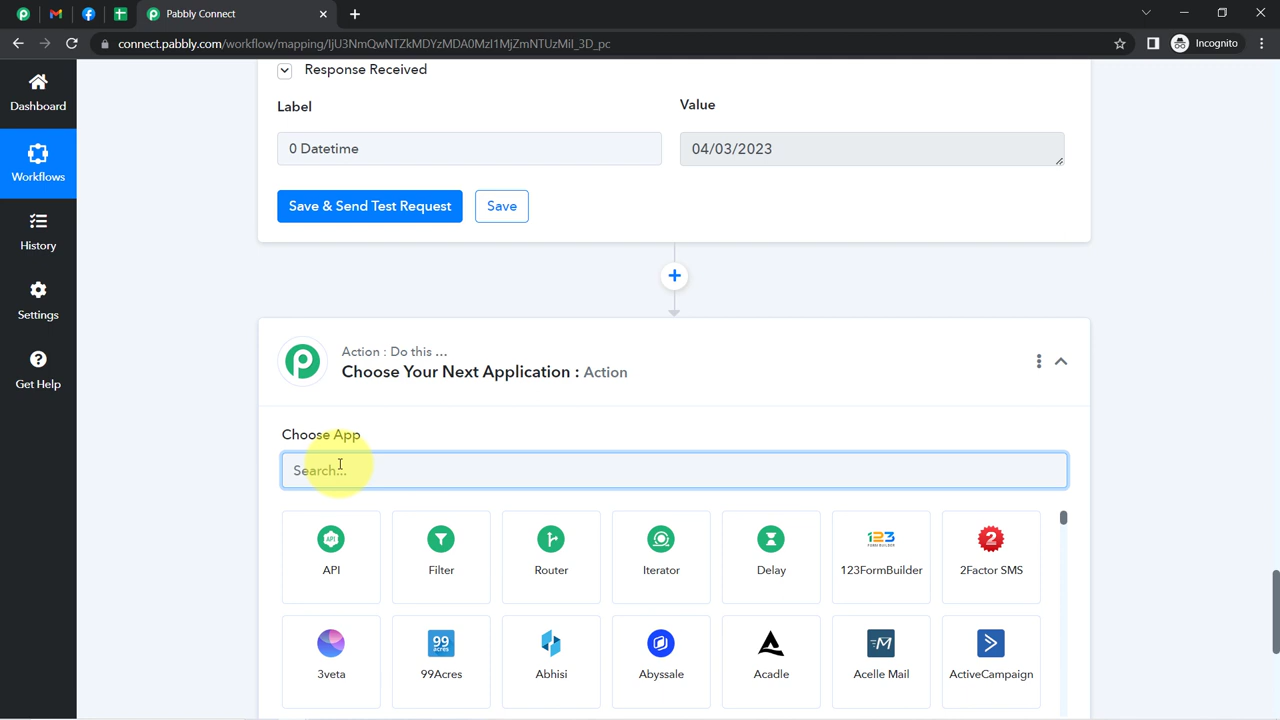 Pabbly Connect
connect.pabbly.com/workflow/mapping/IjU3NmQwNTZkMDYzMDA0MzI1MjZmNTUzMiI_3D_pc
Incognito
Dashboard
Workflows
History
Settings
Get Help
Response Received
Label
Value
0 Datetime
04/03/2023
Save & Send Test Request
Save
Action : Do this ...
Choose Your Next Application : Action
Choose App
Search...
API
Filter
Router
Iterator
Delay
123FormBuilder
2Factor SMS
3veta
99Acres
Abhisi
Abyssale
Acadle
Acelle Mail
ActiveCampaign